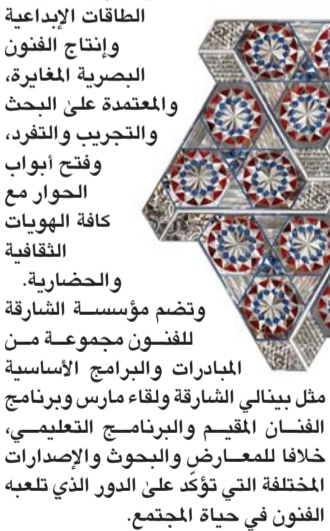 الطاقات الإبداعية
وإنتاج الفنون
البصرية المغايرة،
والمعتمدة على البحث
والتجريب والتفرد،
وفتح أبواب
الحوار مع
كافة الهويات
الثقافية
والحضارية.
وتضم مؤسسة الشارقة
للفنون مجموعة من
المبادرات والبرامج الأساسية
مثل بينالي الشارقة ولقاء مارس وبرنامج
الفنان المقيم والبرنامج التعليمي،
خلافا للمعارض والبحوث والإصدارات
المختلفة التي تؤكّد على الدور الذي تلعبه
الفنون في حياة المجتمع.